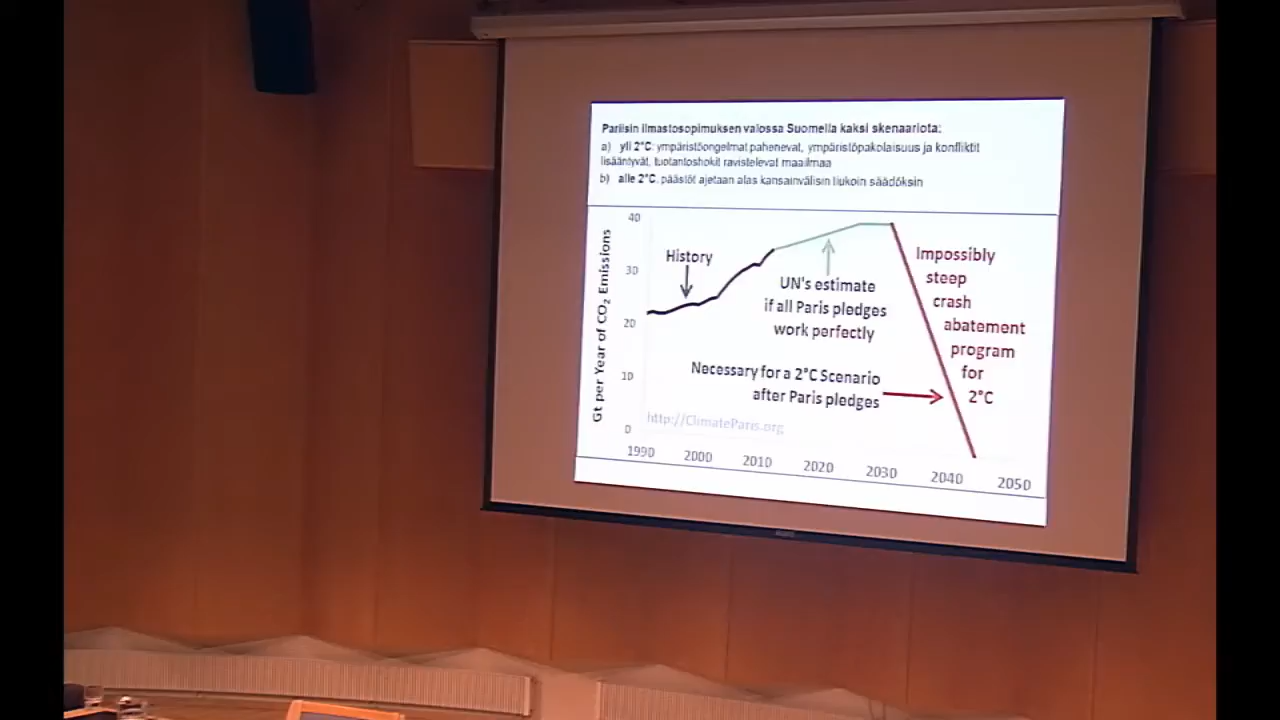 Pariisin ilmastosopimuksen valossa Suomella kaksi skenaariota:
a) yli 2°C: ympäristöongelmat pahenevat, ympäristöpakolaisuus ja konfliktit
lisääntyvät, tuotantoshokit ravistelevat maailmaa
b) alle 2°C: päästöt ajetaan alas kansainvälisin liukoin säädöksin
Gt per Year of CO₂ Emissions
40
30
20
10
0
History
UN's estimate
if all Paris pledges
work perfectly
Impossibly
steep
crash
abatement
program
for
2°C
Necessary for a 2°C Scenario
after Paris pledges
http://ClimateParis.org
1990 2000 2010 2020 2030 2040 2050